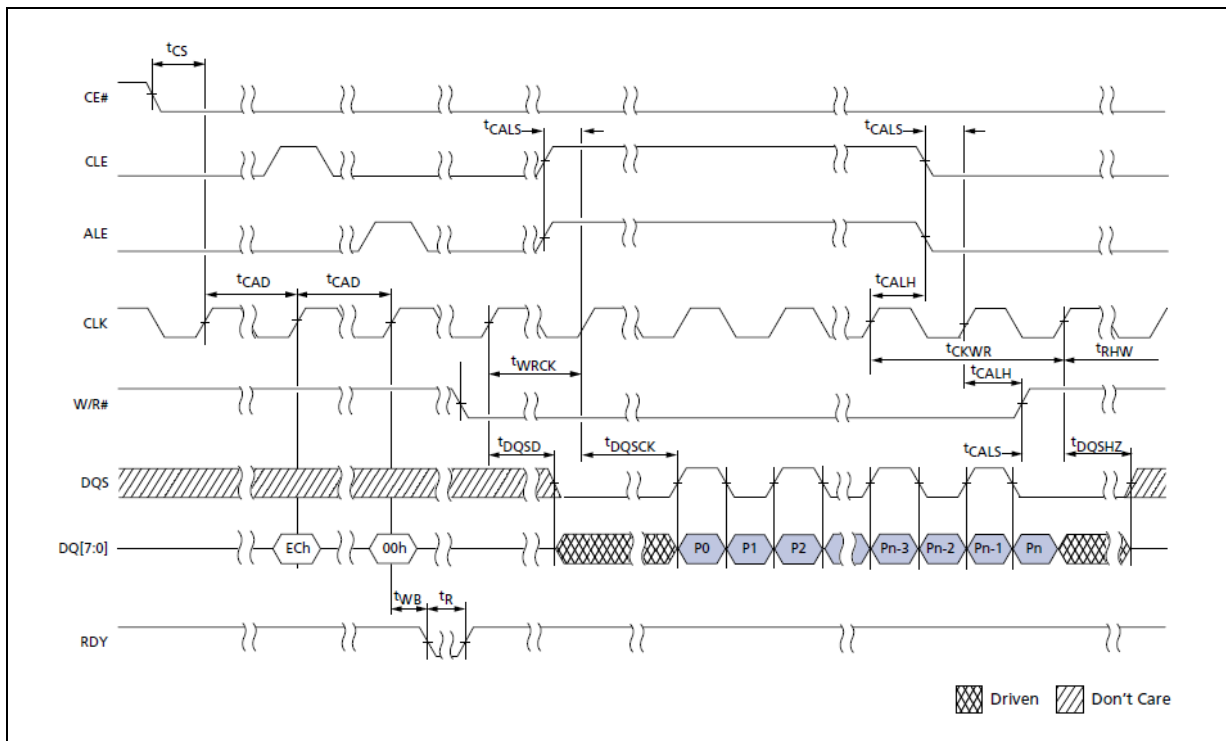 tCS
CE#
tCALS
tCALS
CLE
ALE
tCAD
tCAD
tCALH
CLK
tWRCK
tCKWR
tRHW
tCALH
W/R#
tDQSD
tDQSCK
tCALS
tDQSHZ
DQS
DQ[7:0]
ECh
00h
P0
P1
P2
Pn-3
Pn-2
Pn-1
Pn
tWB
tR
RDY
Driven
Don't Care